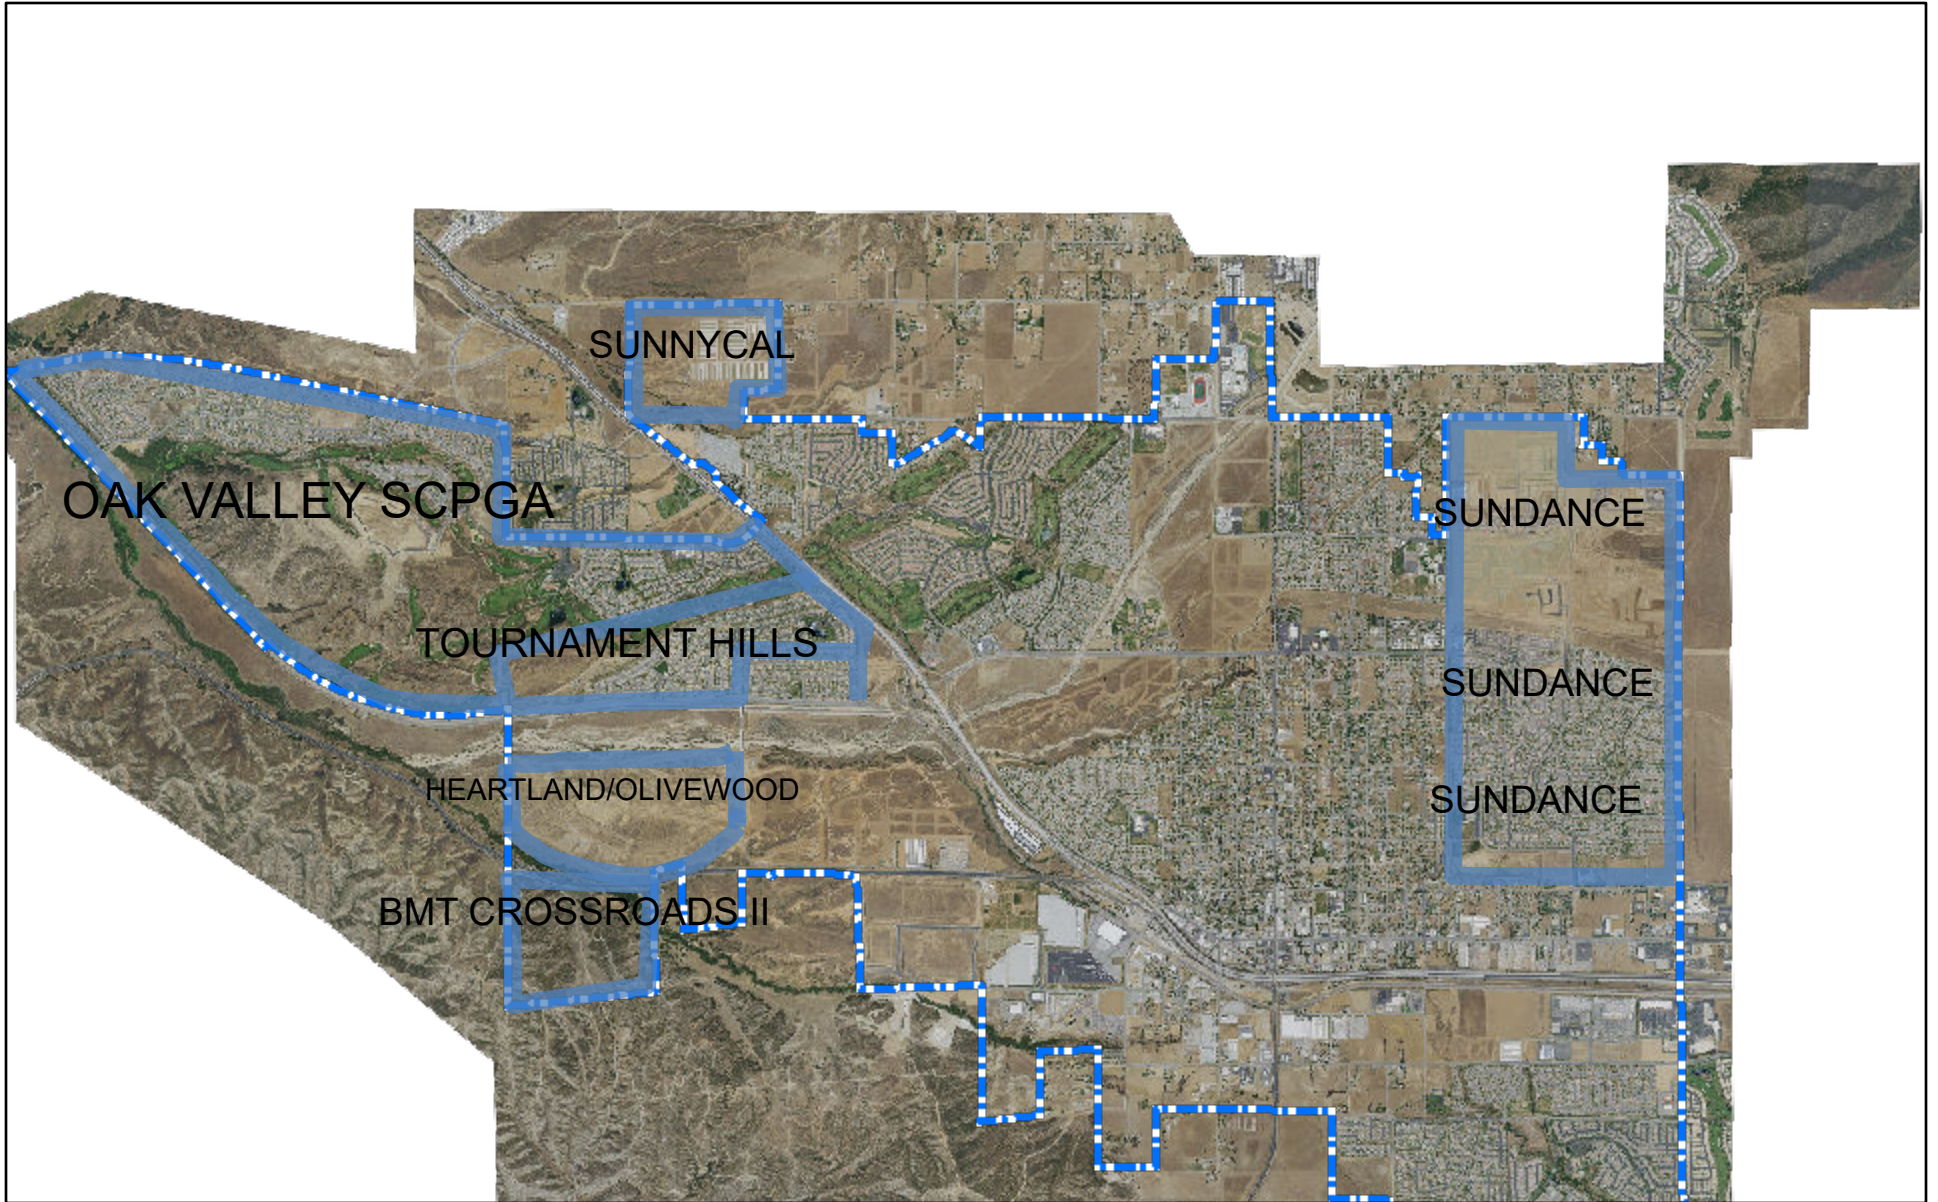 SUNNYCAL
OAK VALLEY SCPGA
SUNDANCE
TOURNAMENT HILLS
SUNDANCE
HEARTLAND/OLIVEWOOD
SUNDANCE
BMT CROSSROADS II